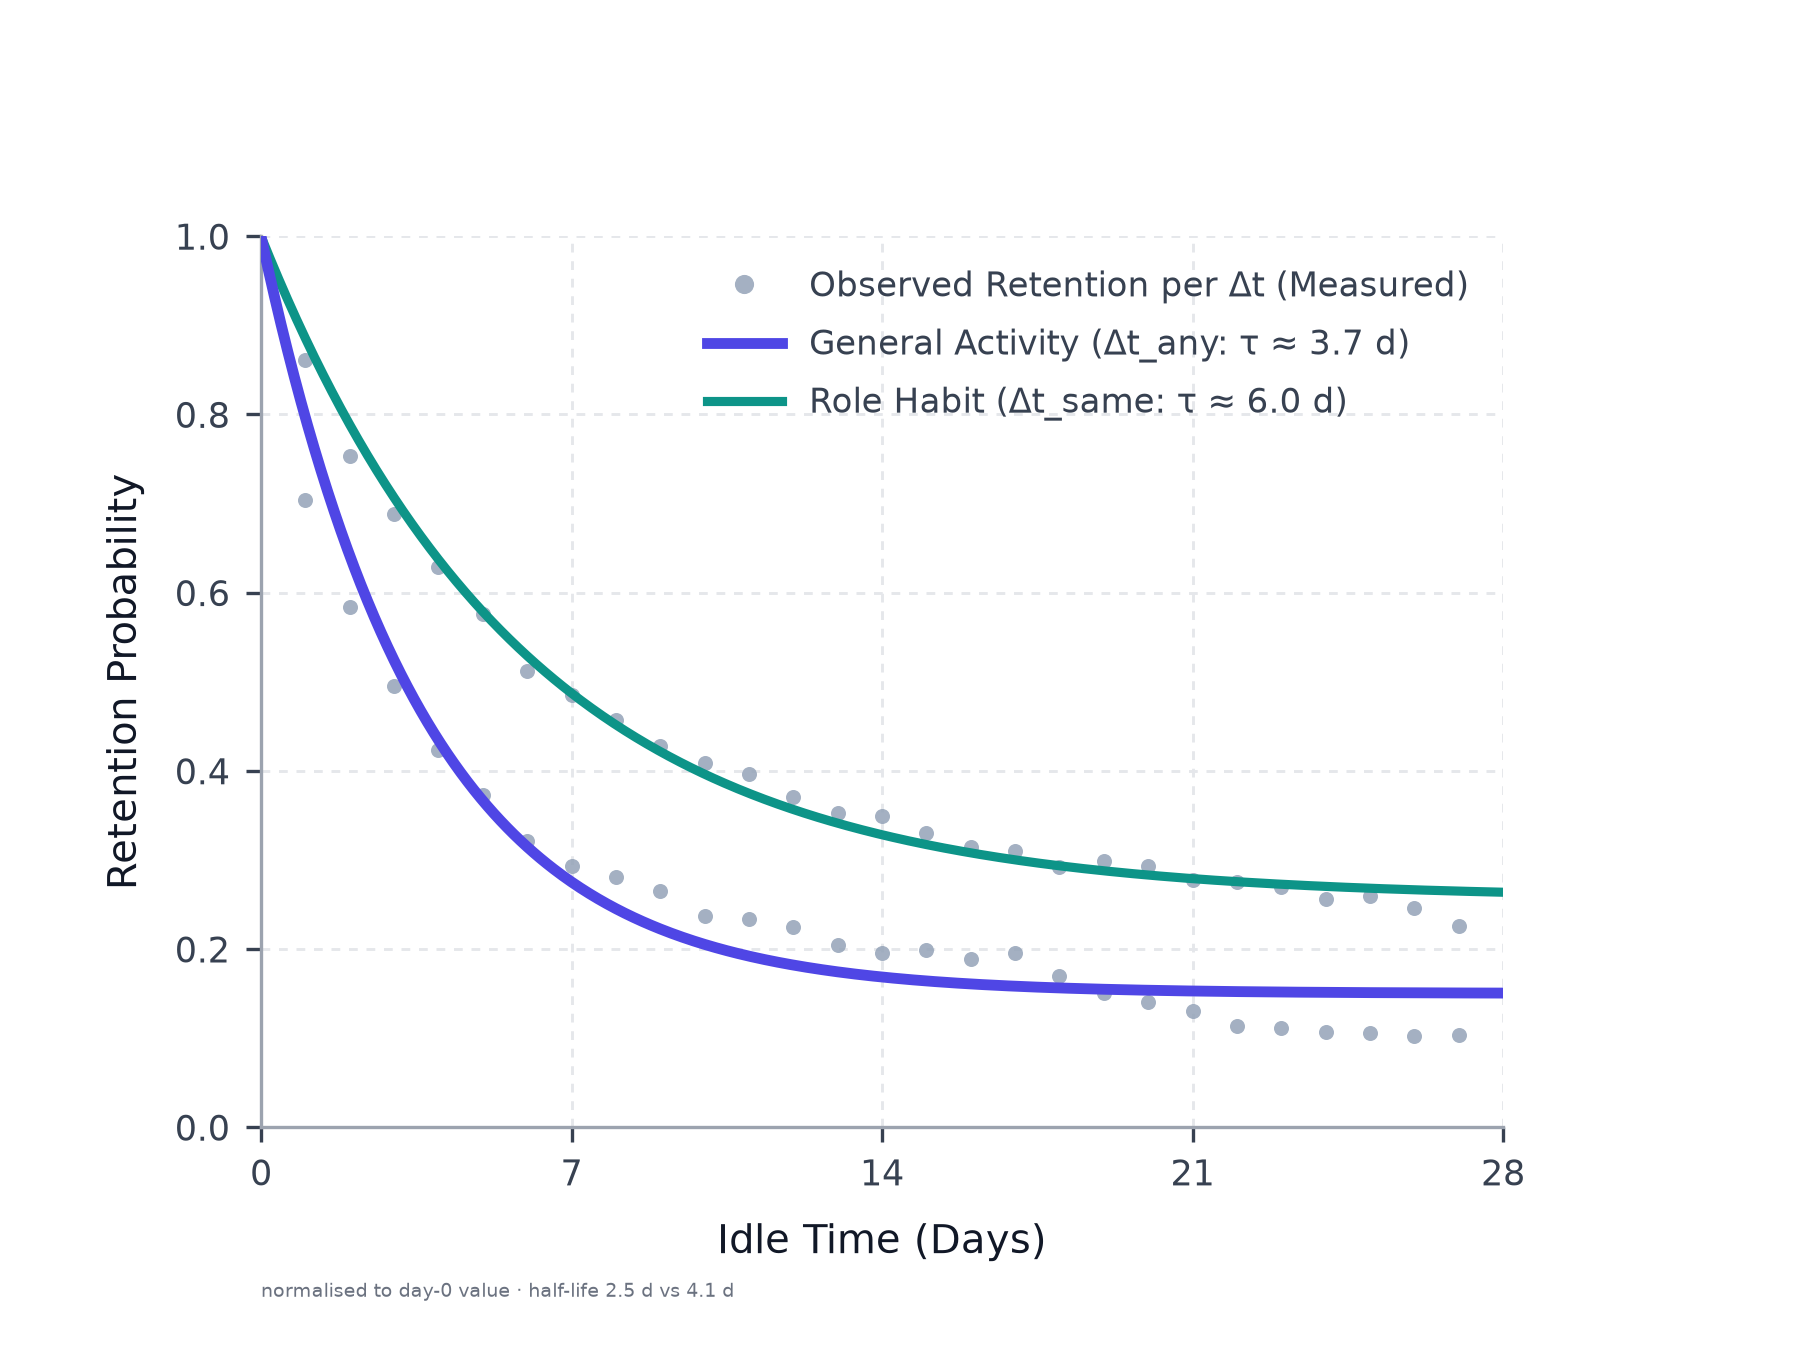 1.0
0.8
0.6
0.4
0.2
0.0
Retention Probability
Observed Retention per Δt (Measured)
General Activity (Δt_any: τ ≈ 3.7 d)
Role Habit (Δt_same: τ ≈ 6.0 d)
0 7 14 21 28
Idle Time (Days)
normalised to day-0 value · half-life 2.5 d vs 4.1 d